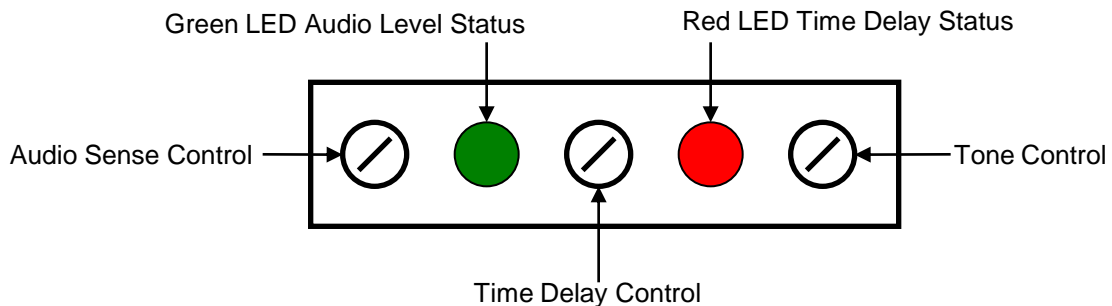 Green LED Audio Level Status
Red LED Time Delay Status
Audio Sense Control
Tone Control
Time Delay Control